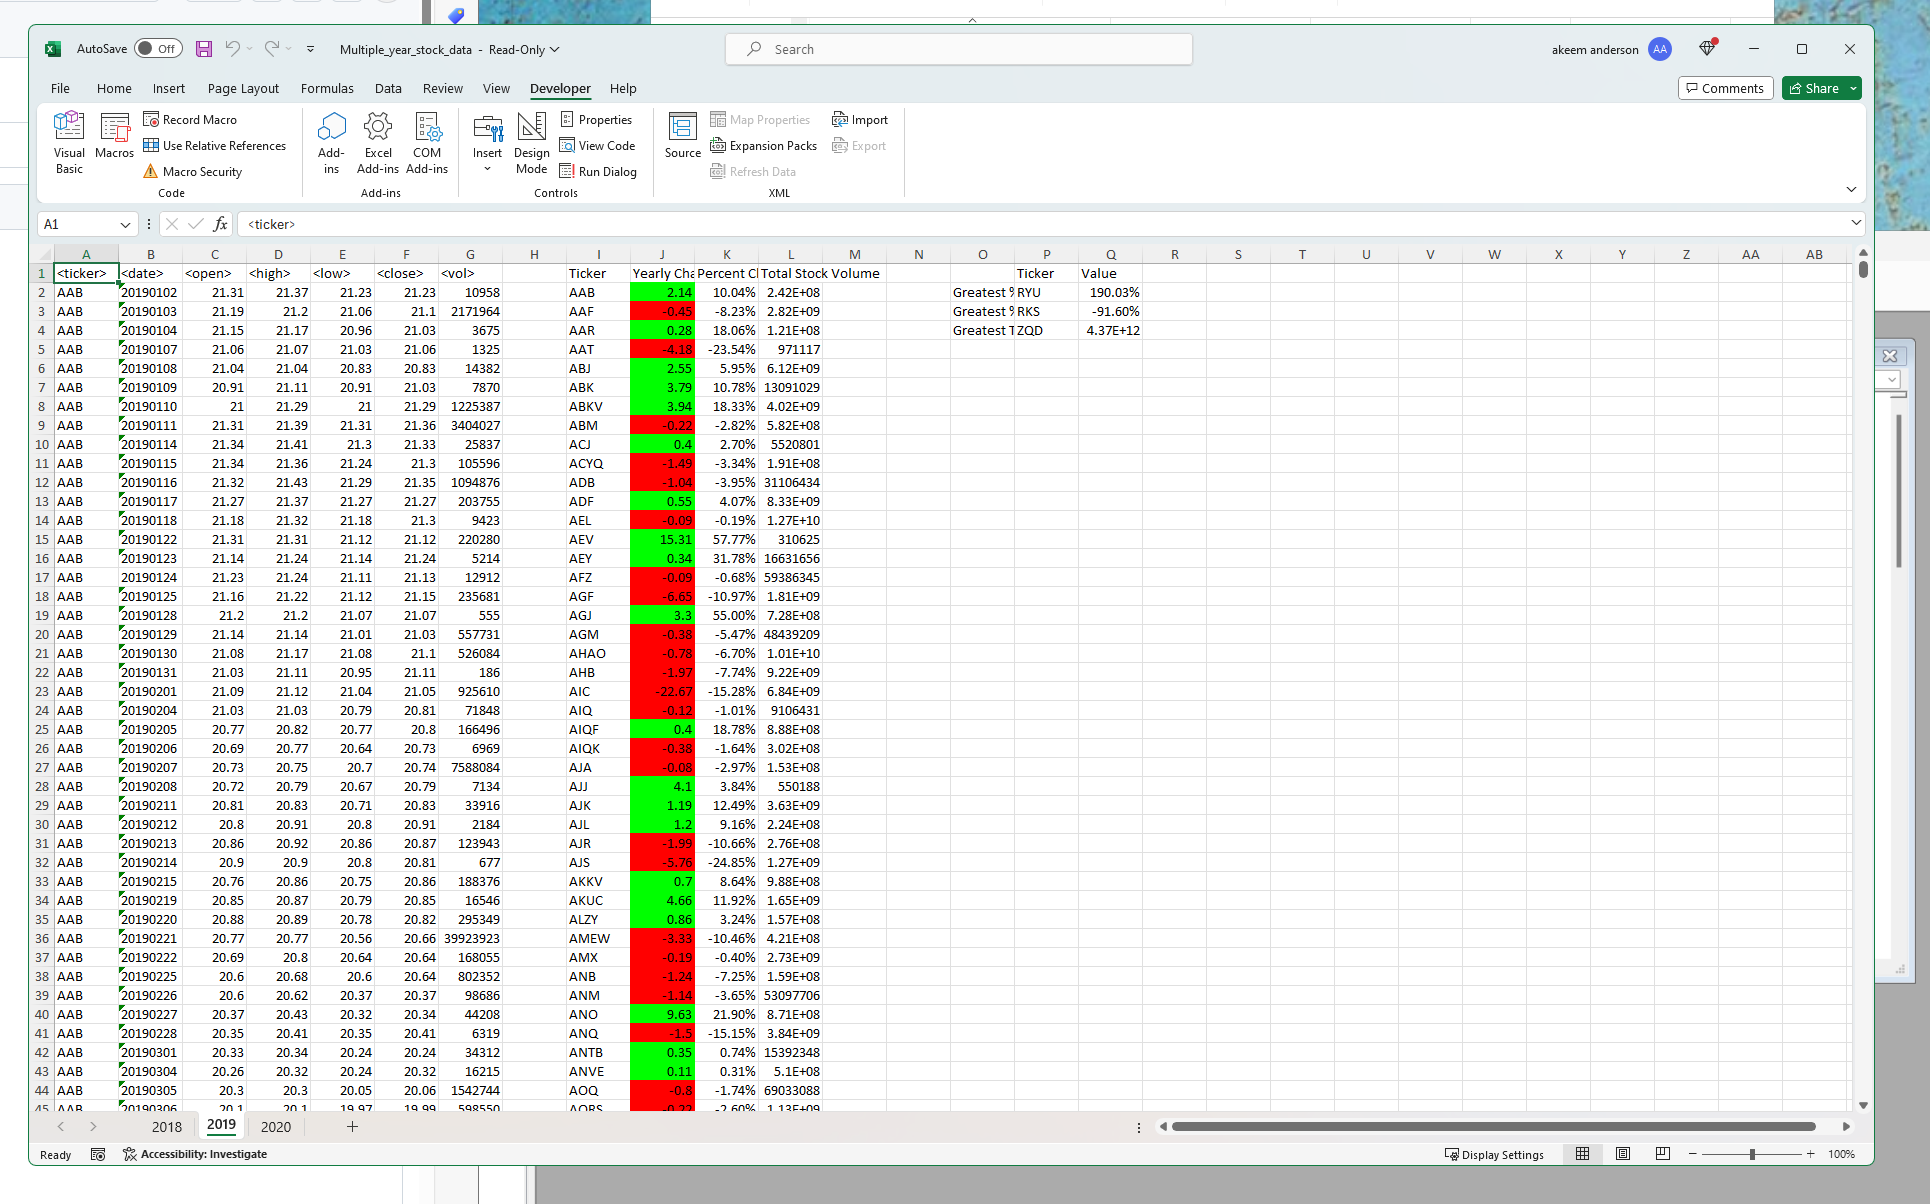 AutoSave Off Multiple_year_stock_data - Read-Only Search akeem anderson AA
File Home Insert Page Layout Formulas Data Review View Developer Help Comments Share
Visual Basic Macros Record Macro Use Relative References Macro Security Code
Add-ins Excel Add-ins COM Add-ins Add-ins
Insert Design Mode Properties View Code Run Dialog Controls
Source Map Properties Expansion Packs Refresh Data Import Export XML
A1 fx <ticker>
A B C D E F G H I J K L M N O P Q R S T U V W X Y Z AA AB
1 <ticker> <date> <open> <high> <low> <close> <vol> Ticker Yearly Cha Percent Cl Total Stock Volume Ticker Value
2 AAB 20190102 21.31 21.37 21.23 21.23 10958 AAB 2.14 10.04% 2.42E+08 Greatest % RYU 190.03%
3 AAB 20190103 21.19 21.2 21.06 21.1 2171964 AAF -0.45 -8.23% 2.82E+09 Greatest % RKS -91.60%
4 AAB 20190104 21.15 21.17 20.96 21.03 3675 AAR 0.28 18.06% 1.21E+08 Greatest T ZQD 4.37E+12
5 AAB 20190107 21.06 21.07 21.03 21.06 1325 AAT -4.18 -23.54% 971117
6 AAB 20190108 21.04 21.04 20.83 20.83 14382 ABJ 2.55 5.95% 6.12E+09
7 AAB 20190109 20.91 21.11 20.91 21.03 7870 ABK 3.79 10.78% 13091029
8 AAB 20190110 21 21.29 21 21.29 1225387 ABKV 3.94 18.33% 4.02E+09
9 AAB 20190111 21.31 21.39 21.31 21.36 3404027 ABM -0.22 -2.82% 5.82E+08
10 AAB 20190114 21.34 21.41 21.3 21.33 25837 ACJ 0.4 2.70% 5520801
11 AAB 20190115 21.34 21.36 21.24 21.3 105596 ACYQ -1.49 -3.34% 1.91E+08
12 AAB 20190116 21.32 21.43 21.29 21.35 1094876 ADB -1.04 -3.95% 31106434
13 AAB 20190117 21.27 21.37 21.27 21.27 203755 ADF 0.55 4.07% 8.33E+09
14 AAB 20190118 21.18 21.32 21.18 21.3 9423 AEL -0.09 -0.19% 1.27E+10
15 AAB 20190122 21.31 21.31 21.12 21.12 220280 AEV 15.31 57.77% 310625
16 AAB 20190123 21.14 21.24 21.14 21.24 5214 AEY 0.34 31.78% 16631656
17 AAB 20190124 21.23 21.24 21.11 21.13 12912 AFZ -0.09 -0.68% 59386345
18 AAB 20190125 21.16 21.22 21.12 21.15 235681 AGF -6.65 -10.97% 1.81E+09
19 AAB 20190128 21.2 21.2 21.07 21.07 555 AGJ 3.3 55.00% 7.28E+08
20 AAB 20190129 21.14 21.14 21.01 21.03 557731 AGM -0.38 -5.47% 48439209
21 AAB 20190130 21.08 21.17 21.08 21.1 526084 AHAO -0.78 -6.70% 1.01E+10
22 AAB 20190131 21.03 21.11 20.95 21.11 186 AHB -1.97 -7.74% 9.22E+09
23 AAB 20190201 21.09 21.12 21.04 21.05 925610 AIC -22.67 -15.28% 6.84E+09
24 AAB 20190204 21.03 21.03 20.79 20.81 71848 AIQ -0.12 -1.01% 9106431
25 AAB 20190205 20.77 20.82 20.77 20.8 166496 AIQF 0.4 18.78% 8.88E+08
26 AAB 20190206 20.69 20.77 20.64 20.73 6969 AIQK -0.38 -1.64% 3.02E+08
27 AAB 20190207 20.73 20.75 20.7 20.74 7588084 AJA -0.08 -2.97% 1.53E+08
28 AAB 20190208 20.72 20.79 20.67 20.79 7134 AJJ 4.1 3.84% 550188
29 AAB 20190211 20.81 20.83 20.71 20.83 33916 AJK 1.19 12.49% 3.63E+09
30 AAB 20190212 20.8 20.91 20.8 20.91 2184 AJL 1.2 9.16% 2.24E+08
31 AAB 20190213 20.86 20.92 20.86 20.87 123943 AJR -1.99 -10.66% 2.76E+08
32 AAB 20190214 20.9 20.9 20.8 20.81 677 AJS -5.76 -24.85% 1.27E+09
33 AAB 20190215 20.76 20.86 20.75 20.86 188376 AKKV 0.7 8.64% 9.88E+08
34 AAB 20190219 20.85 20.87 20.79 20.85 16546 AKUC 4.66 11.92% 1.65E+09
35 AAB 20190220 20.88 20.89 20.78 20.82 295349 ALZY 0.86 3.24% 1.57E+08
36 AAB 20190221 20.77 20.77 20.56 20.66 39923923 AMEW -3.33 -10.46% 4.21E+08
37 AAB 20190222 20.69 20.8 20.64 20.64 168055 AMX -0.19 -0.40% 2.73E+09
38 AAB 20190225 20.6 20.68 20.6 20.64 802352 ANB -1.24 -7.25% 1.59E+08
39 AAB 20190226 20.6 20.62 20.37 20.37 98686 ANM -1.14 -3.65% 53097706
40 AAB 20190227 20.37 20.43 20.32 20.34 44208 ANO 9.63 21.90% 8.71E+08
41 AAB 20190228 20.35 20.41 20.35 20.41 6319 ANQ -1.5 -15.15% 3.84E+09
42 AAB 20190301 20.33 20.34 20.24 20.24 34312 ANTB 0.35 0.74% 15392348
43 AAB 20190304 20.26 20.32 20.24 20.32 16215 ANVE 0.11 0.31% 5.1E+08
44 AAB 20190305 20.3 20.3 20.05 20.06 1542744 AOQ -0.8 -1.74% 69033088
45 AAB 20190306 20.1 20.1 19.97 19.99 598550 AORS -0.22 -2.60% 1.13E+09
2018 2019 2020 +
Ready Accessibility: Investigate Display Settings 100%